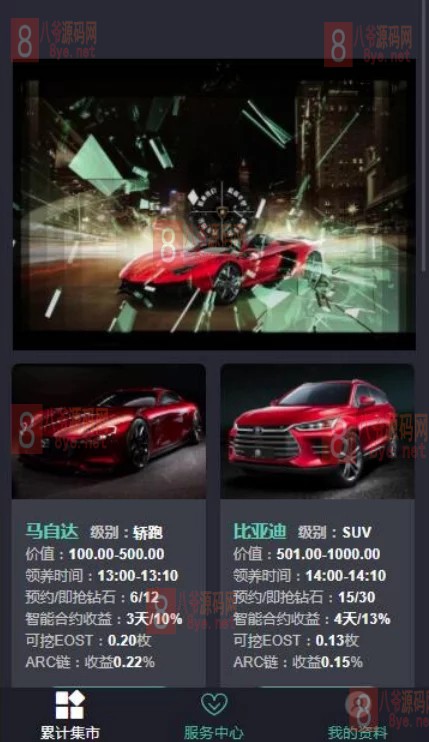 八爷源码网
8ye.net
八爷源码网
8ye.net
马自达 级别：轿跑
价值：100.00-500.00
领养时间：13:00-13:10
预约/即抢钻石：6/12
智能合约收益：3天/10%
可挖EOST：0.20枚
ARC链：收益0.22%
比亚迪 级别：SUV
价值：501.00-1000.00
领养时间：14:00-14:10
预约/即抢钻石：15/30
智能合约收益：4天/13%
可挖EOST：0.13枚
ARC链：收益0.15%
累计集市
服务中心
我的资料